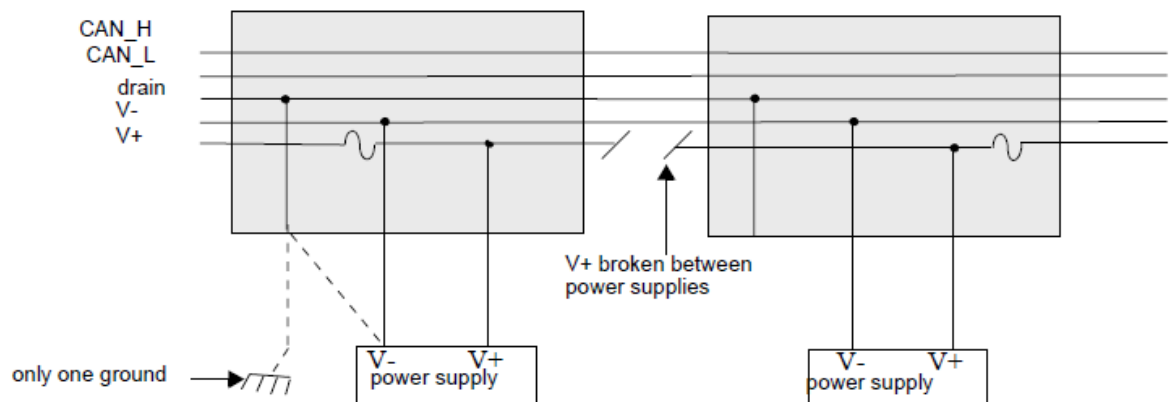 CAN_H
CAN_L
drain
V-
V+
V+ broken between
power supplies
only one ground
V- V+
power supply
V- V+
power supply